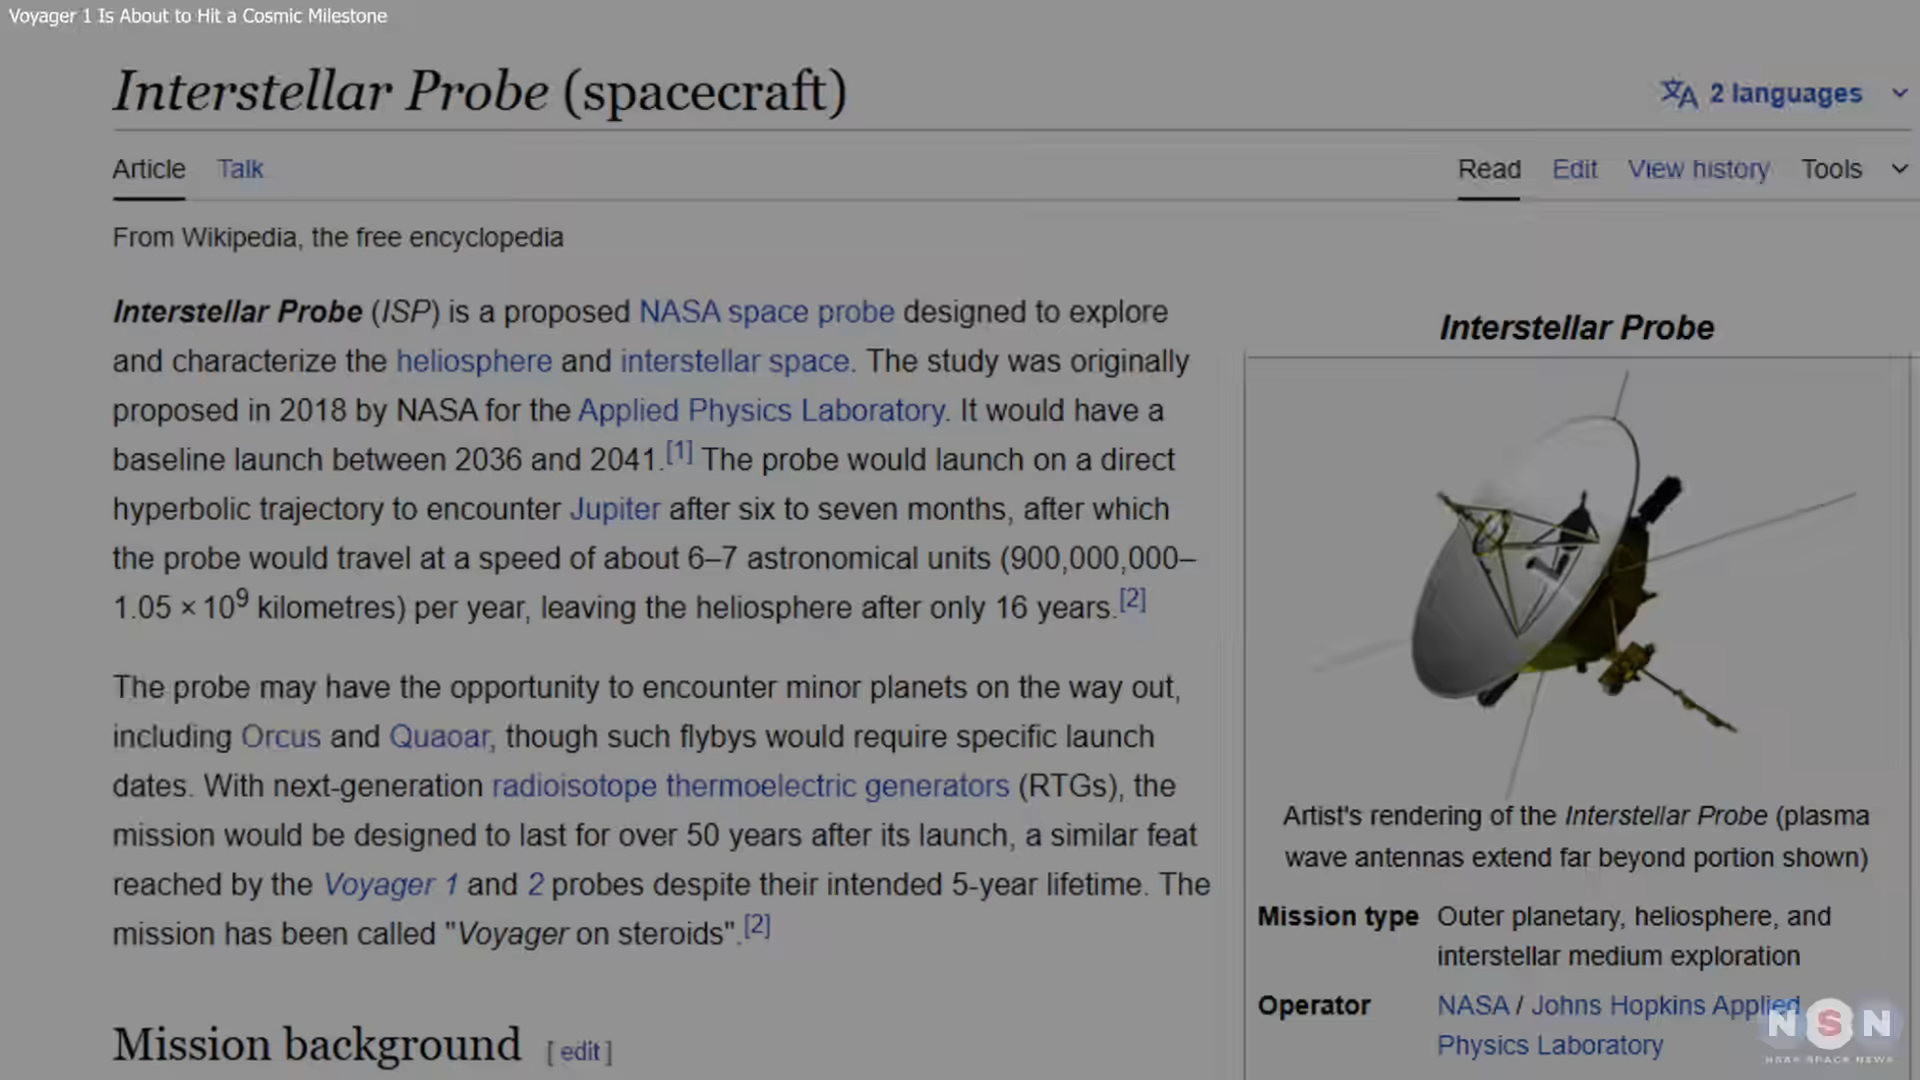 Voyager 1 Is About to Hit a Cosmic Milestone
Interstellar Probe (spacecraft)
2 languages
Article Talk
Read Edit View history Tools
From Wikipedia, the free encyclopedia
Interstellar Probe (ISP) is a proposed NASA space probe designed to explore
and characterize the heliosphere and interstellar space. The study was originally
proposed in 2018 by NASA for the Applied Physics Laboratory. It would have a
baseline launch between 2036 and 2041.[1] The probe would launch on a direct
hyperbolic trajectory to encounter Jupiter after six to seven months, after which
the probe would travel at a speed of about 6–7 astronomical units (900,000,000–
1.05 × 10⁹ kilometres) per year, leaving the heliosphere after only 16 years.[2]
The probe may have the opportunity to encounter minor planets on the way out,
including Orcus and Quaoar, though such flybys would require specific launch
dates. With next-generation radioisotope thermoelectric generators (RTGs), the
mission would be designed to last for over 50 years after its launch, a similar feat
reached by the Voyager 1 and 2 probes despite their intended 5-year lifetime. The
mission has been called "Voyager on steroids".[2]
Mission background [ edit ]
Interstellar Probe
Artist's rendering of the Interstellar Probe (plasma
wave antennas extend far beyond portion shown)
Mission type Outer planetary, heliosphere, and
interstellar medium exploration
Operator NASA / Johns Hopkins Applied
Physics Laboratory
NSN